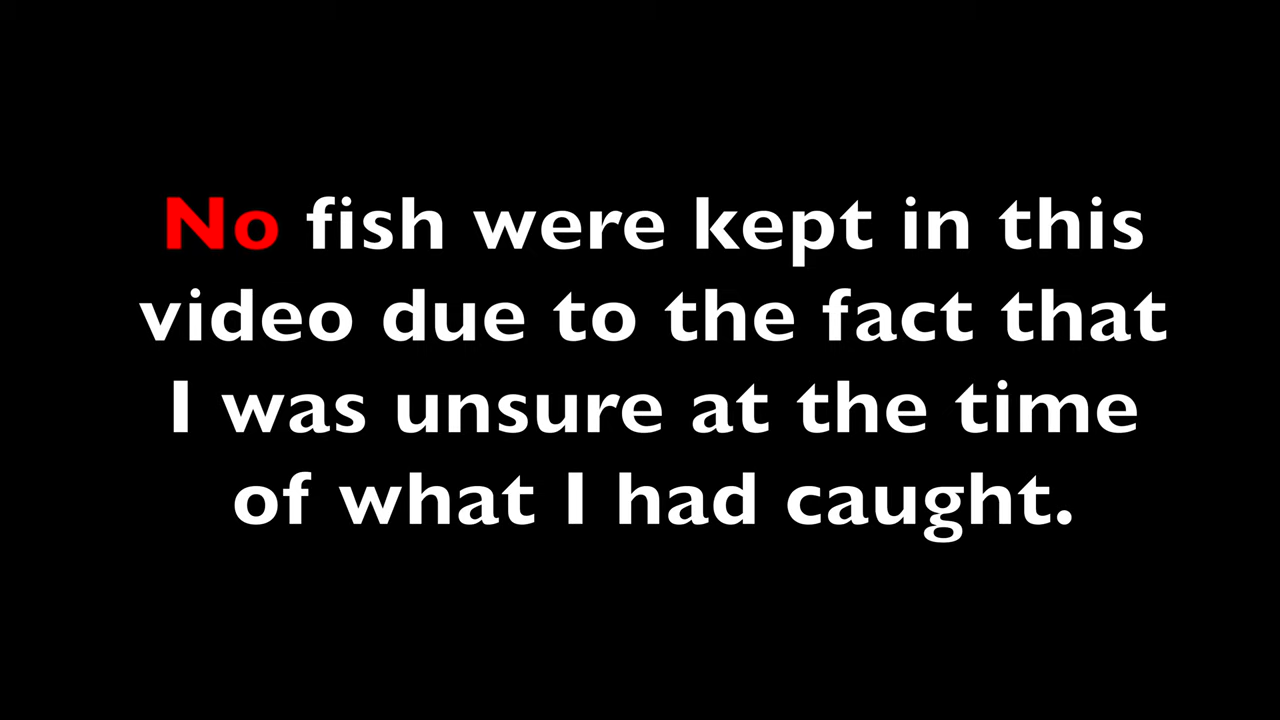 No fish were kept in this
video due to the fact that
I was unsure at the time
of what I had caught.